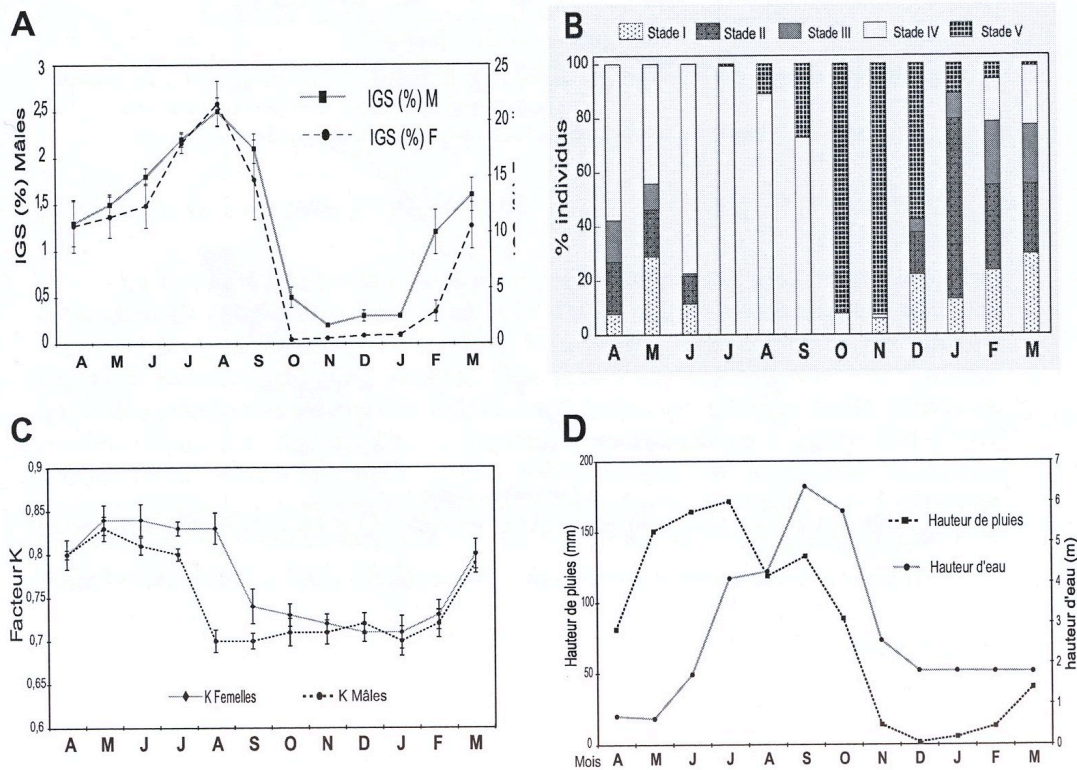 A
3
2,5
2
1,5
1
0,5
0
IGS (%) Mâles
IGS (%) M
IGS (%) F
25
20
15
10
5
0
A M J J A S O N D J F M
B
Stade I Stade II Stade III Stade IV Stade V
100
80
60
40
20
0
% individus
A M J J A S O N D J F M
C
0,9
0,85
0,8
0,75
0,7
0,65
0,6
Facteur K
K Femelles K Mâles
A M J J A S O N D J F M
D
200
150
100
50
0
Hauteur de pluies (mm)
Hauteur de pluies
Hauteur d'eau
7
6
5
4
3
2
1
0
hauteur d'eau (m)
Mois A M J J A S O N D J F M